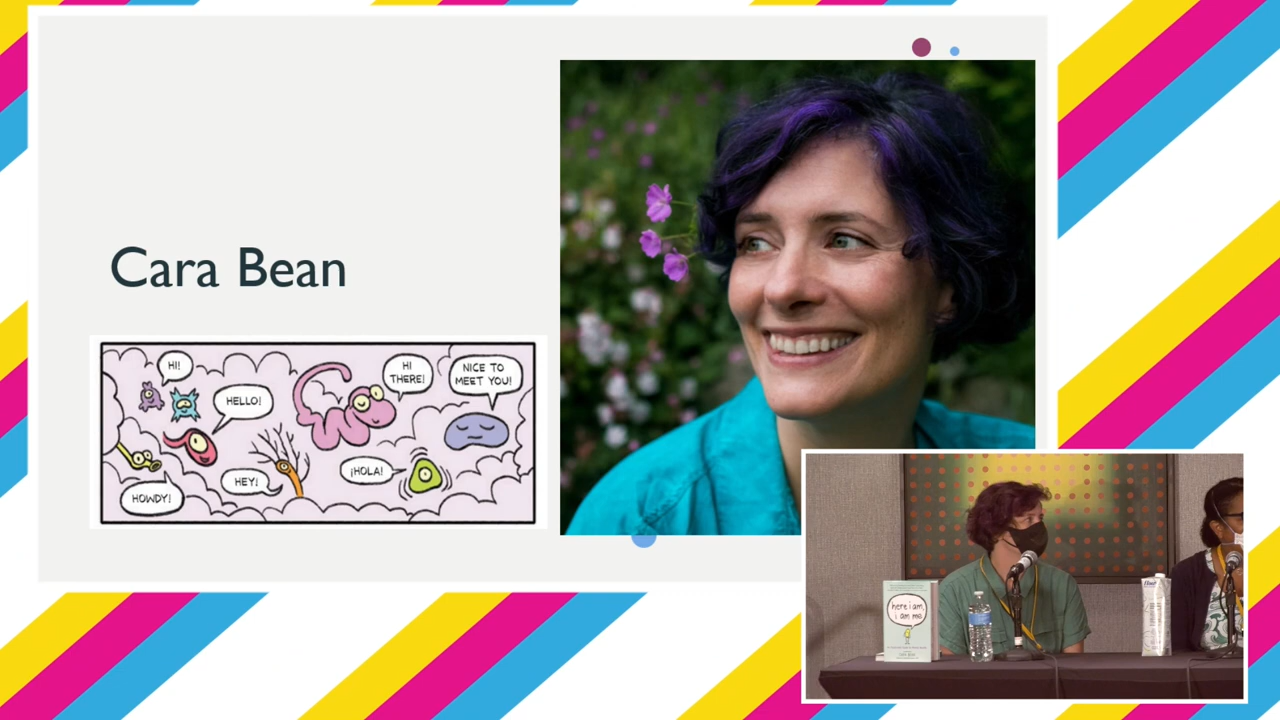 Cara Bean
HI!
HELLO!
HI
THERE!
NICE TO
MEET YOU!
HOWDY!
HEY!
¡HOLA!
here i am,
i am me